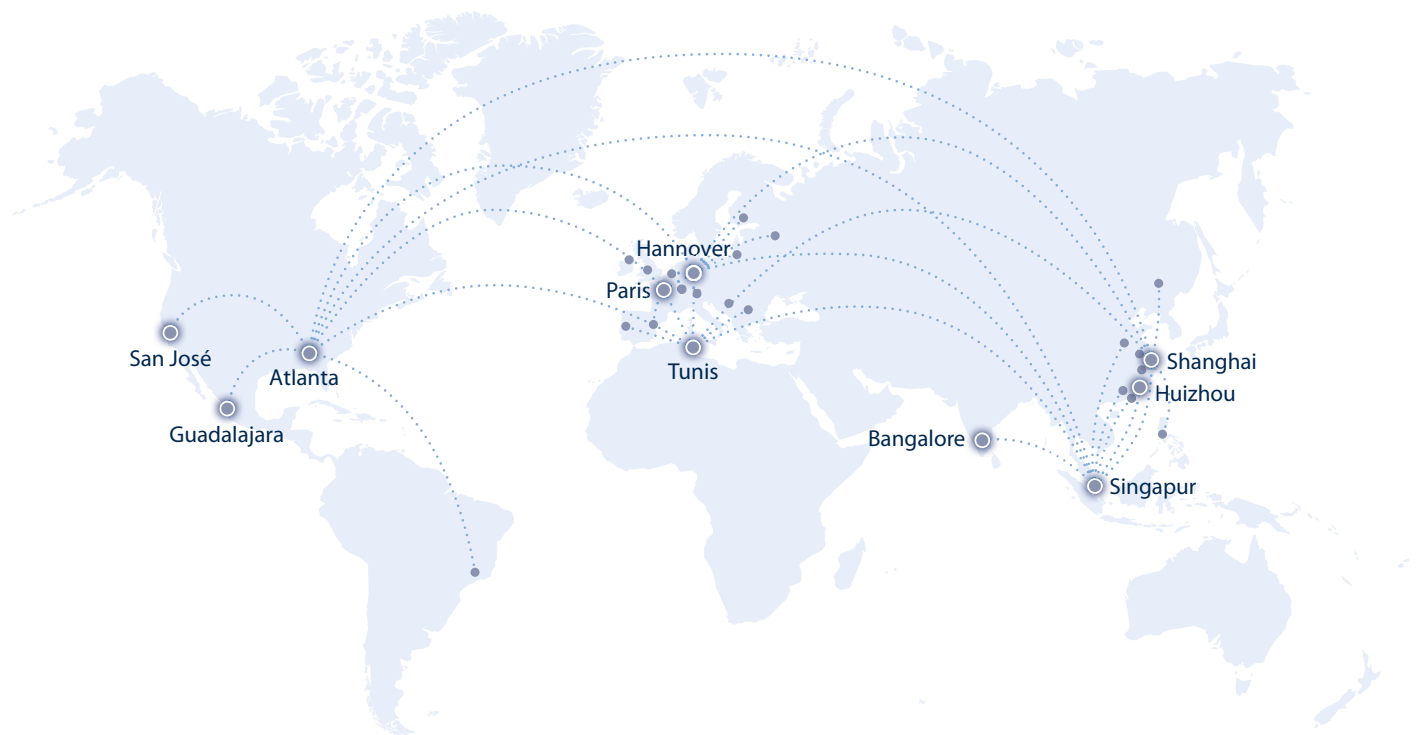 Hannover
Paris
San José
Atlanta
Tunis
Shanghai
Huizhou
Guadalajara
Bangalore
Singapur